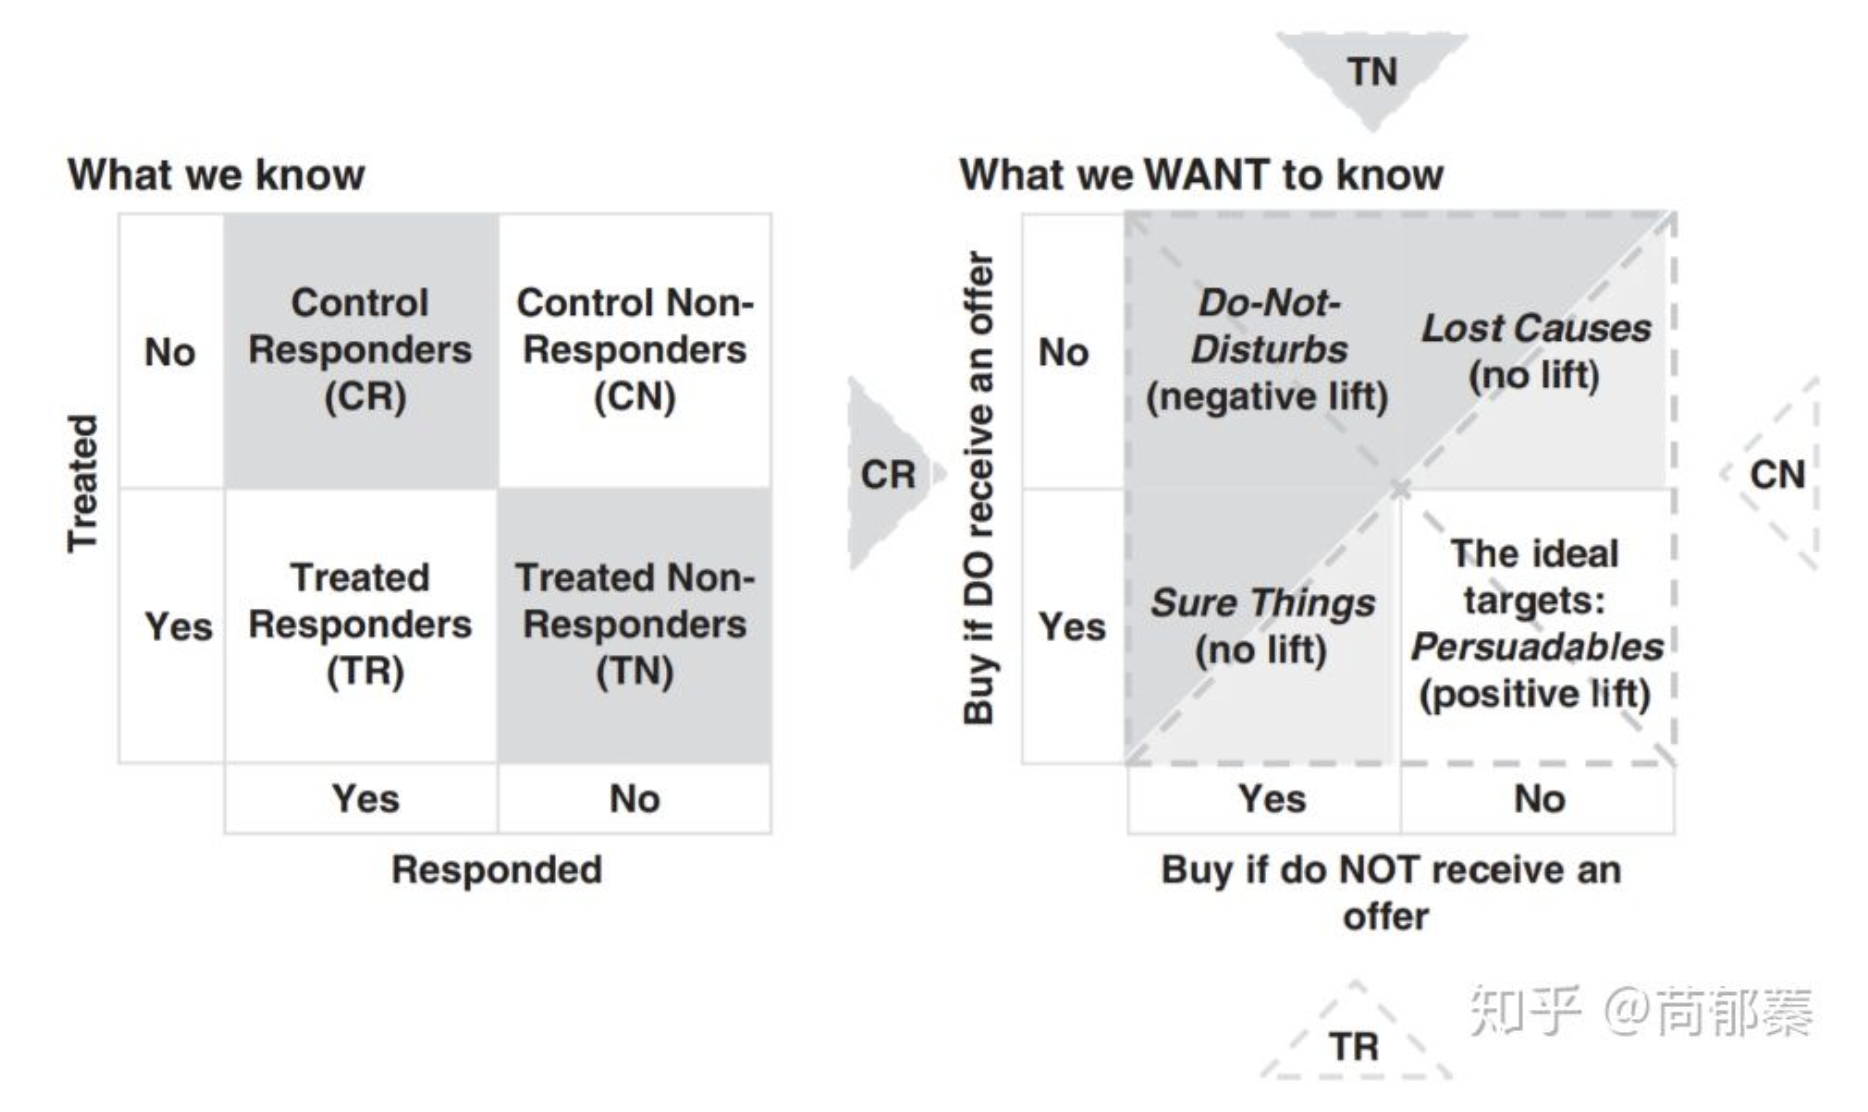 TN
What we know
What we WANT to know
Treated
No
Control
Responders
(CR)
Control Non-
Responders
(CN)
Yes
Treated
Responders
(TR)
Treated Non-
Responders
(TN)
Yes
No
Responded
CR
Buy if DO receive an offer
No
Do-Not-
Disturbs
(negative lift)
Lost Causes
(no lift)
Yes
Sure Things
(no lift)
The ideal
targets:
Persuadables
(positive lift)
Yes
No
Buy if do NOT receive an
offer
CN
TR
知乎 @茼郁蓁